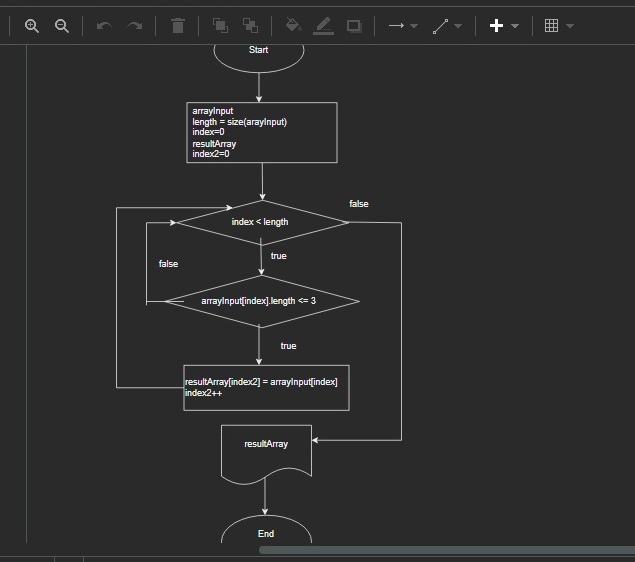 Start
arrayInput
length = size(arayInput)
index=0
resultArray
index2=0
false
index < length
true
false
arrayInput[index].length <= 3
true
resultArray[index2] = arrayInput[index]
index2++
resultArray
End